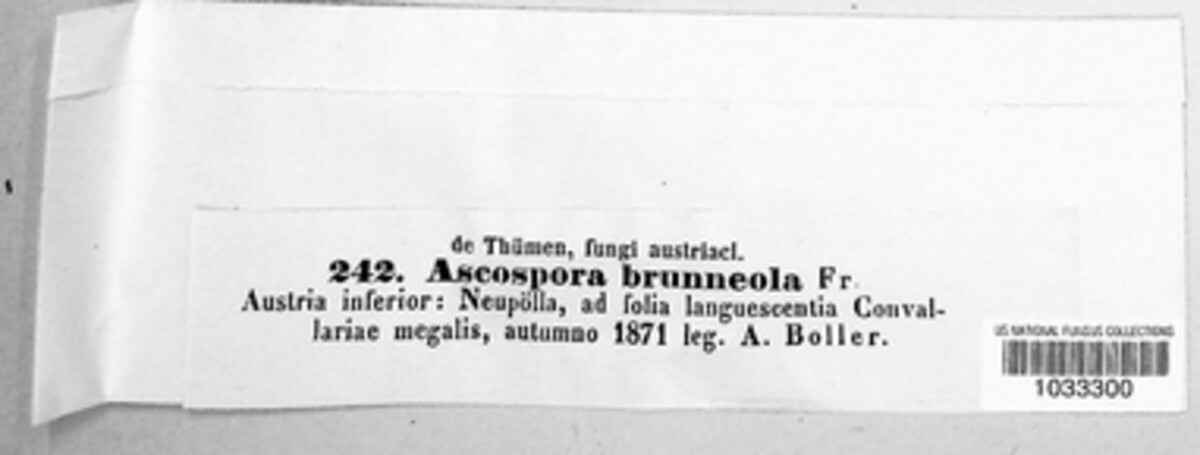 de Thümen, fungi austriaci.
242. Ascospora brunneola Fr.
Austria inferior: Neupölla, ad folia languescentia Conval-
lariae megalis, autumno 1871 leg. A. Boller.
US NATIONAL FUNGUS COLLECTIONS
1033300